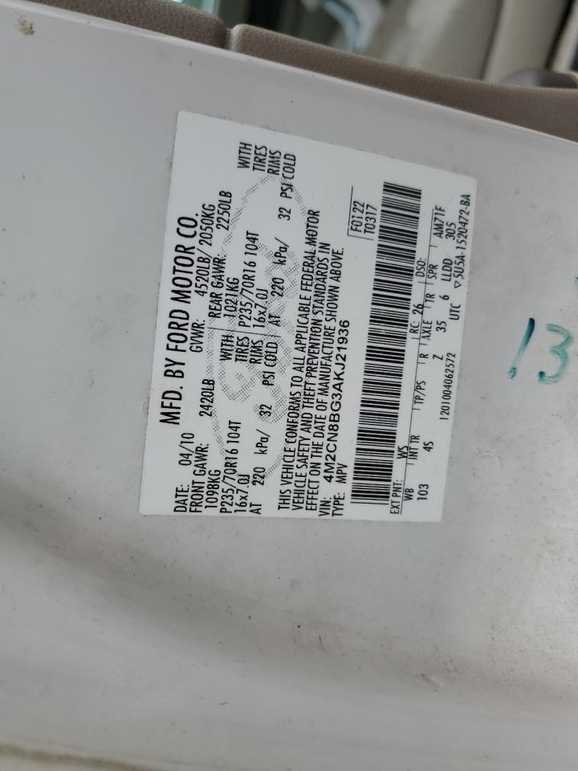 MFD. BY FORD MOTOR CO.
DATE: 04/10 GVWR: 4520LB/ 2050KG
FRONT GAWR: 2420LB REAR GAWR: 2250LB
1098KG WITH 1021KG WITH
P235/70R16 104T TIRES P235/70R16 104T TIRES
16x7.0J RIMS 16x7.0J RIMS
AT 220 kPa/ 32 PSI COLD AT 220 kPa/ 32 PSI COLD
THIS VEHICLE CONFORMS TO ALL APPLICABLE FEDERAL MOTOR
VEHICLE SAFETY AND THEFT PREVENTION STANDARDS IN
EFFECT ON THE DATE OF MANUFACTURE SHOWN ABOVE.
VIN: 4M2CN8BG3AKJ21936
TYPE: MPV
F0122
T0317
EXT PNT: WS RC: 26 DSO:
WB INT TR TP/PS R AXLE TR SPR AM71F
103 4S Z 35 6 LLDD 305
1201004062572 UTC ▽5USA-1520472-BA
13